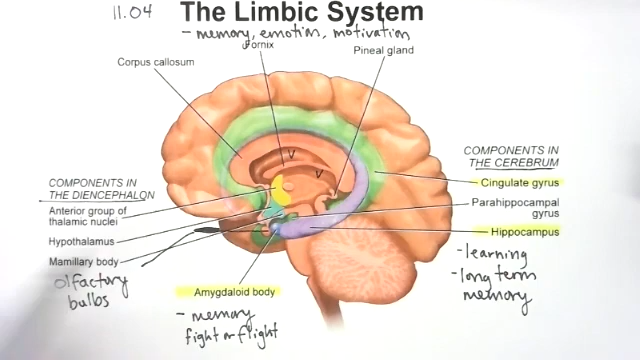 11.04
The Limbic System
- memory, emotion, motivation
Fornix
Pineal gland
Corpus callosum
V
V
COMPONENTS IN
THE CEREBRUM
Cingulate gyrus
Parahippocampal
gyrus
Hippocampus
- learning
- long term
memory
COMPONENTS IN
THE DIENCEPHALON
Anterior group of
thalamic nuclei
Hypothalamus
Mamillary body
olfactory
bulbs
Amygdaloid body
- memory
fight or flight